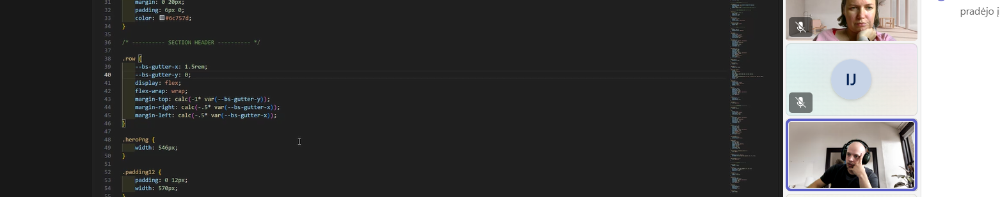 31 margin: 0 20px;
32 padding: 6px 0;
33 color: #6c757d;
34 }
35
36 /* ---------- SECTION HEADER ---------- */
37
38 .row {
39 --bs-gutter-x: 1.5rem;
40 --bs-gutter-y: 0;
41 display: flex;
42 flex-wrap: wrap;
43 margin-top: calc(-1* var(--bs-gutter-y));
44 margin-right: calc(-.5* var(--bs-gutter-x));
45 margin-left: calc(-.5* var(--bs-gutter-x));
46 }
47
48 .heroPng {
49 width: 546px;
50 }
51
52 .padding12 {
53 padding: 0 12px;
54 width: 570px;
55 }
IJ
pradėjo į